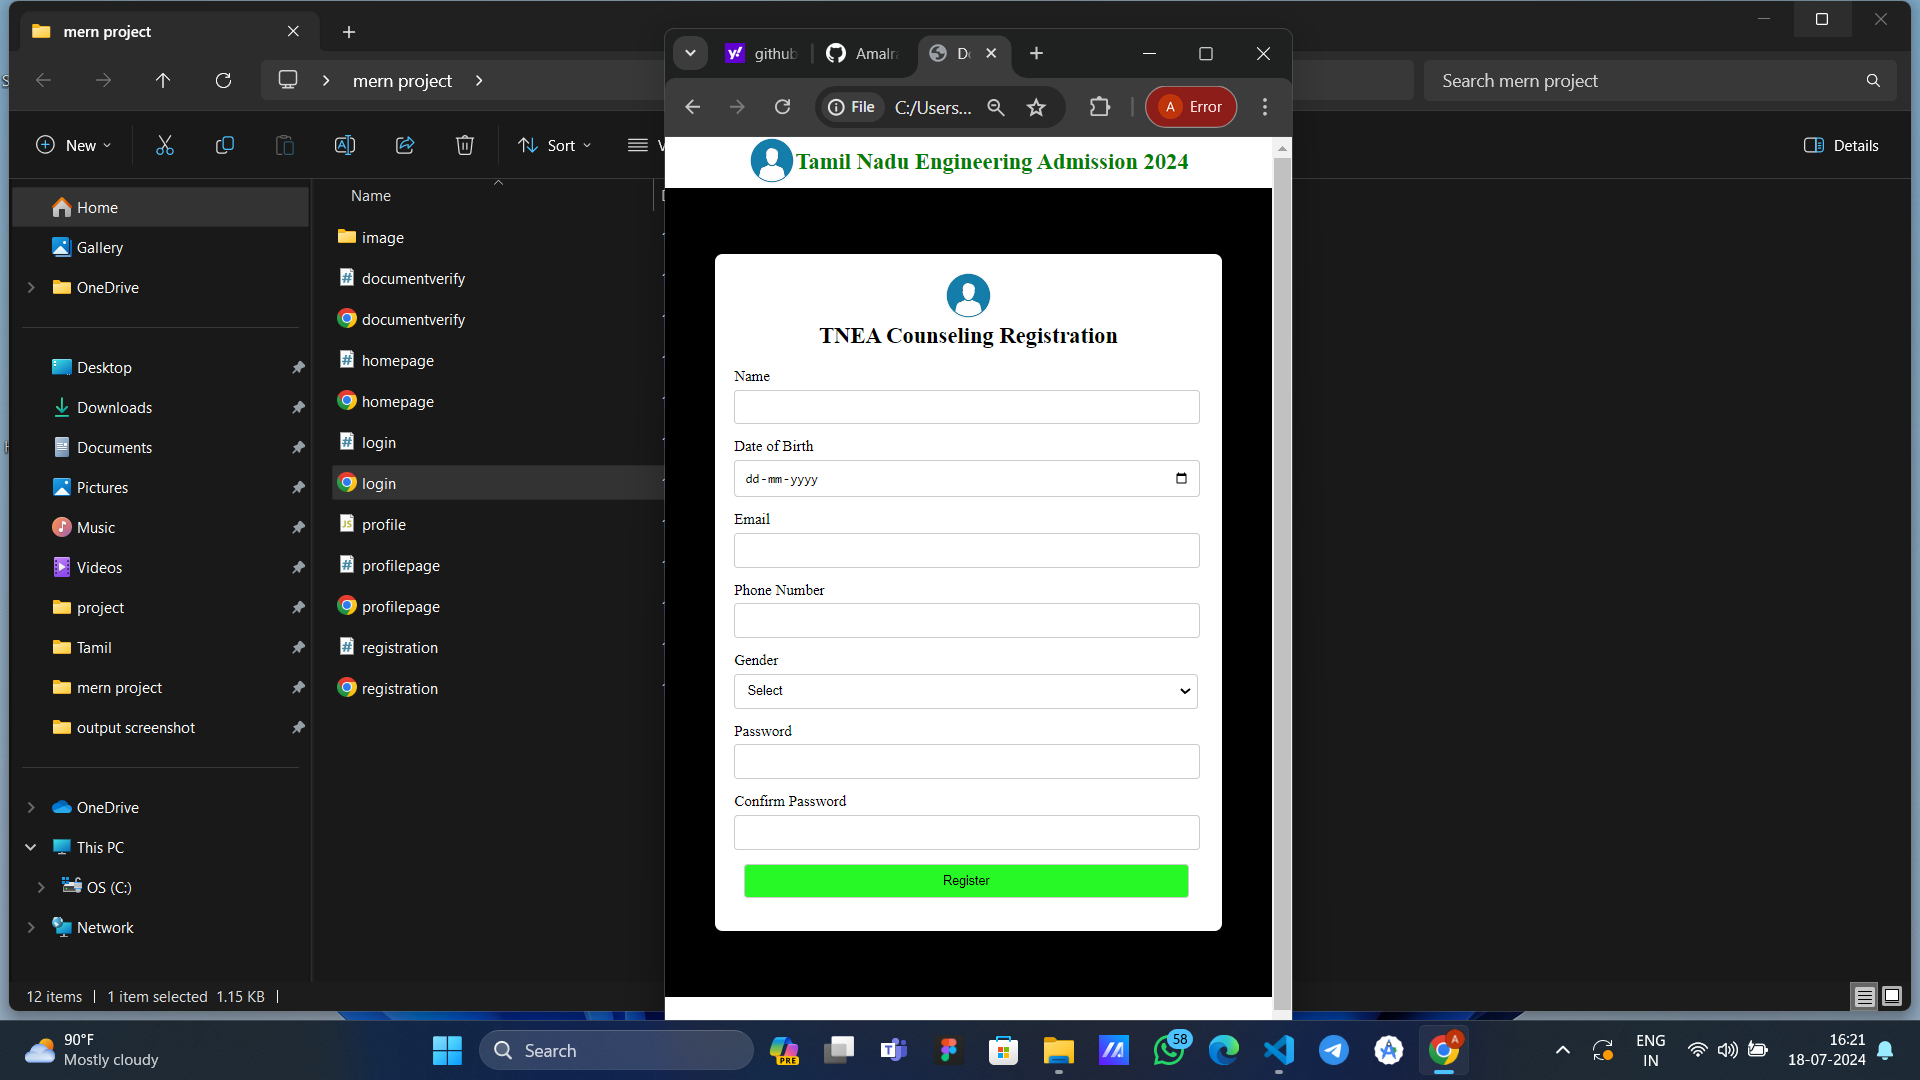 mern project
mern project
Search mern project
New
Sort
Details
Home
Gallery
OneDrive
Desktop
Downloads
Documents
Pictures
Music
Videos
project
Tamil
mern project
output screenshot
OneDrive
This PC
OS (C:)
Network
Name
image
documentverify
documentverify
homepage
homepage
login
login
profile
profilepage
profilepage
registration
registration
12 items
1 item selected 1.15 KB
github
Amalra
File
C:/Users...
A
Error
Tamil Nadu Engineering Admission 2024
TNEA Counseling Registration
Name
Date of Birth
dd-mm-yyyy
Email
Phone Number
Gender
Select
Password
Confirm Password
Register
90°F
Mostly cloudy
Search
PRE
58
A
ENG
IN
16:21
18-07-2024